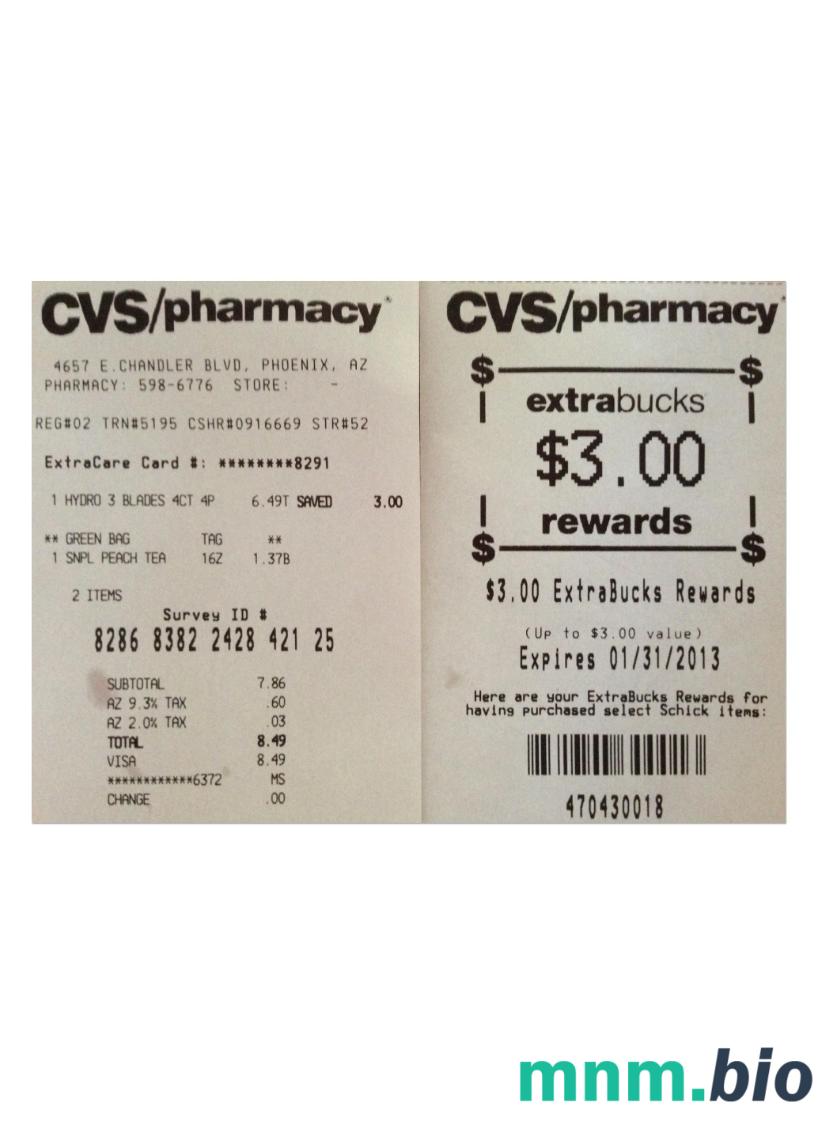 CVS/pharmacy
4657 E.CHANDLER BLVD, PHOENIX, AZ
PHARMACY: 598-6776 STORE: -
REG#02 TRN#5195 CSHR#0916669 STR#52
ExtraCare Card #: ********8291
1 HYDRO 3 BLADES 4CT 4P 6.49T SAVED 3.00
** GREEN BAG TAG **
1 SNPL PEACH TEA 16Z 1.37B
2 ITEMS
Survey ID #
8286 8382 2428 421 25
SUBTOTAL 7.86
AZ 9.3% TAX .60
AZ 2.0% TAX .03
TOTAL 8.49
VISA 8.49
************6372 MS
CHANGE .00
CVS/pharmacy
$ $
extrabucks
$3.00
rewards
$ $
$3.00 ExtraBucks Rewards
(Up to $3.00 value)
Expires 01/31/2013
Here are your ExtraBucks Rewards for
having purchased select Schick items:
470430018
mnm.bio